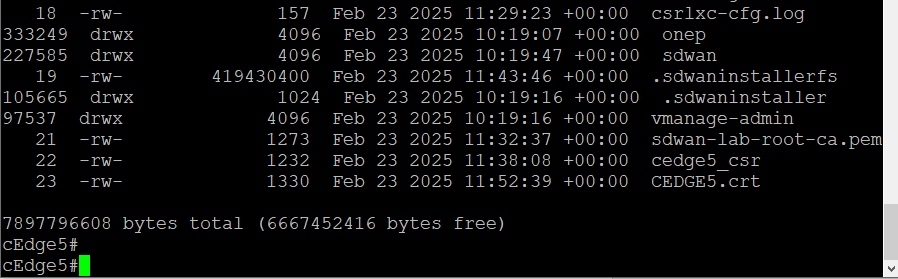 18 -rw- 157 Feb 23 2025 11:29:23 +00:00 csrlxc-cfg.log
333249 drwx 4096 Feb 23 2025 10:19:07 +00:00 onep
227585 drwx 4096 Feb 23 2025 10:19:47 +00:00 sdwan
19 -rw- 419430400 Feb 23 2025 11:43:46 +00:00 .sdwaninstallerfs
105665 drwx 1024 Feb 23 2025 10:19:16 +00:00 .sdwaninstaller
97537 drwx 4096 Feb 23 2025 10:19:16 +00:00 vmanage-admin
21 -rw- 1273 Feb 23 2025 11:32:37 +00:00 sdwan-lab-root-ca.pem
22 -rw- 1232 Feb 23 2025 11:38:08 +00:00 cedge5_csr
23 -rw- 1330 Feb 23 2025 11:52:39 +00:00 CEDGE5.crt
7897796608 bytes total (6667452416 bytes free)
cEdge5#
cEdge5#